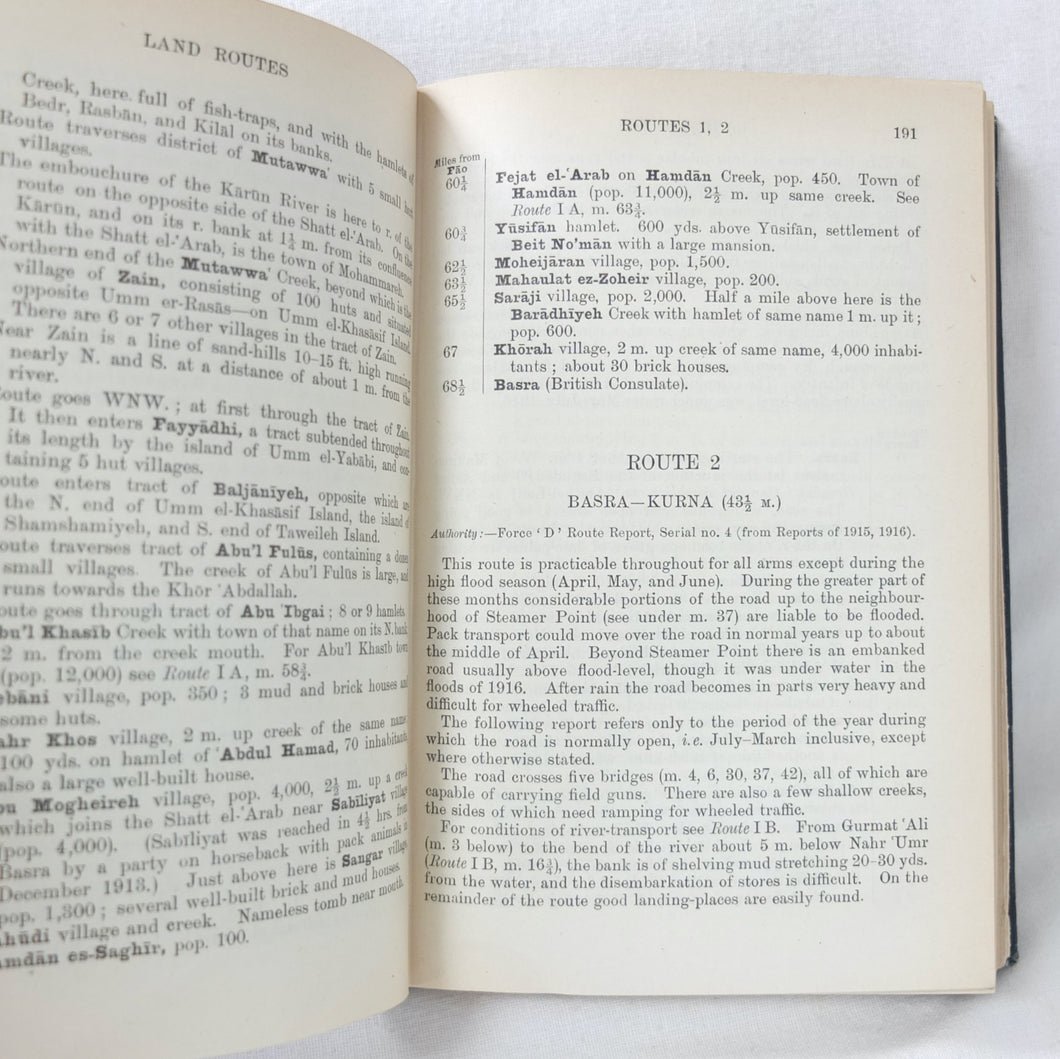 LAND ROUTES
Creek, here full of fish-traps, and with the hamlets of
Bedr, Rasbān, and Kilāl on its banks.
Route traverses district of Mutawwa‘ with 5 small hut
villages.
The embouchure of the Kārūn River is here to r. of the
route on the opposite side of the Shatt el-‘Arab. On the
Kārūn, and on its r. bank at 1¼ m. from its confluence
with the Shatt el-‘Arab, is the town of Mohammareh.
Northern end of the Mutawwa‘ Creek, beyond which is the
village of Zain, consisting of 100 huts and situated
opposite Umm er-Rasās—on Umm el-Khasāsif Island.
There are 6 or 7 other villages in the tract of Zain.
Near Zain is a line of sand-hills 10–15 ft. high running
nearly N. and S. at a distance of about 1 m. from the
river.
Route goes WNW. ; at first through the tract of Zain.
It then enters Fayyādhi, a tract subtended throughout
its length by the island of Umm el-Yabābi, and con-
taining 5 hut villages.
oute enters tract of Baljānīyeh, opposite which are
the N. end of Umm el-Khasāsif Island, the island of
Shamshamiyeh, and S. end of Taweileh Island.
oute traverses tract of Abu'l Fulūs, containing a dozen
small villages. The creek of Abu'l Fulūs is large, and
runs towards the Khōr ‘Abdallah.
oute goes through tract of Abu ‘Ibgai ; 8 or 9 hamlets.
bu'l Khasīb Creek with town of that name on its N. bank
2 m. from the creek mouth. For Abu'l Khasīb town
(pop. 12,000) see Route I A, m. 58¾.
ebāni village, pop. 350 ; 3 mud and brick houses and
some huts.
ahr Khos village, 2 m. up creek of the same name
100 yds. on hamlet of ‘Abdul Hamad, 70 inhabitants,
also a large well-built house.
bu Mogheireh village, pop. 4,000, 2½ m. up a creek
which joins the Shatt el-‘Arab near Sabīliyat village
(pop. 4,000). (Sabīliyat was reached in 4½ hrs. from
Basra by a party on horseback with pack animals in
December 1913.) Just above here is Sangar village,
pop. 1,300 ; several well-built brick and mud houses.
hūdi village and creek. Nameless tomb near mouth.
amdān es-Saghīr, pop. 100.
ROUTES 1, 2 191
Miles from
Fāo
60¼ Fejat el-‘Arab on Hamdān Creek, pop. 450. Town of
Hamdān (pop. 11,000), 2½ m. up same creek. See
Route I A, m. 63¾.
60¾ Yūsifān hamlet. 600 yds. above Yūsifān, settlement of
Beit No‘mān with a large mansion.
62½ Moheijāran village, pop. 1,500.
63½ Mahaulat ez-Zoheir village, pop. 200.
65½ Sarāji village, pop. 2,000. Half a mile above here is the
Barādhīyeh Creek with hamlet of same name 1 m. up it ;
pop. 600.
67 Khōrah village, 2 m. up creek of same name, 4,000 inhabi-
tants ; about 30 brick houses.
68½ Basra (British Consulate).
ROUTE 2
BASRA—KURNA (43½ M.)
Authority:—Force ‘ D ’ Route Report, Serial no. 4 (from Reports of 1915, 1916).
This route is practicable throughout for all arms except during the
high flood season (April, May, and June). During the greater part of
these months considerable portions of the road up to the neighbour-
hood of Steamer Point (see under m. 37) are liable to be flooded.
Pack transport could move over the road in normal years up to about
the middle of April. Beyond Steamer Point there is an embanked
road usually above flood-level, though it was under water in the
floods of 1916. After rain the road becomes in parts very heavy and
difficult for wheeled traffic.
The following report refers only to the period of the year during
which the road is normally open, i.e. July–March inclusive, except
where otherwise stated.
The road crosses five bridges (m. 4, 6, 30, 37, 42), all of which are
capable of carrying field guns. There are also a few shallow creeks,
the sides of which need ramping for wheeled traffic.
For conditions of river-transport see Route I B. From Gurmat ‘Ali
(m. 3 below) to the bend of the river about 5 m. below Nahr ‘Umr
(Route I B, m. 16¾), the bank is of shelving mud stretching 20–30 yds.
from the water, and the disembarkation of stores is difficult. On the
remainder of the route good landing-places are easily found.